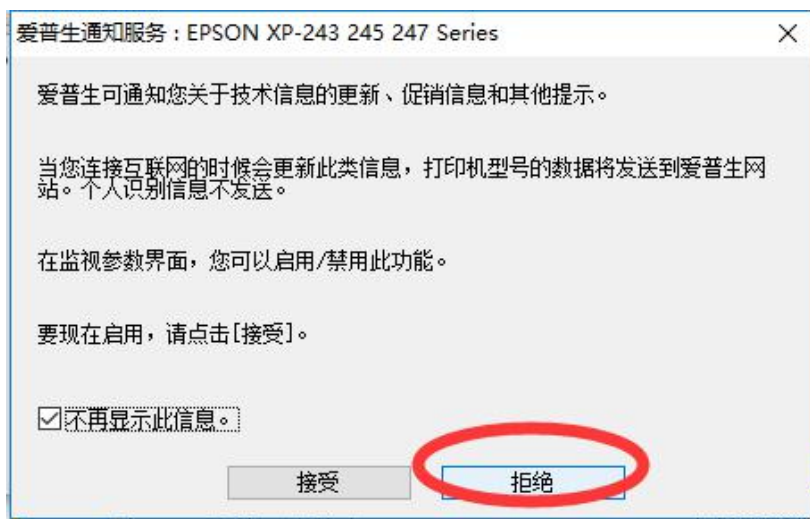 爱普生通知服务：EPSON XP-243 245 247 Series
爱普生可通知您关于技术信息的更新、促销信息和其他提示。
当您连接互联网的时候会更新此类信息，打印机型号的数据将发送到爱普生网
站。个人识别信息不发送。
在监视参数界面，您可以启用/禁用此功能。
要现在启用，请点击[接受]。
不再显示此信息。
接受
拒绝